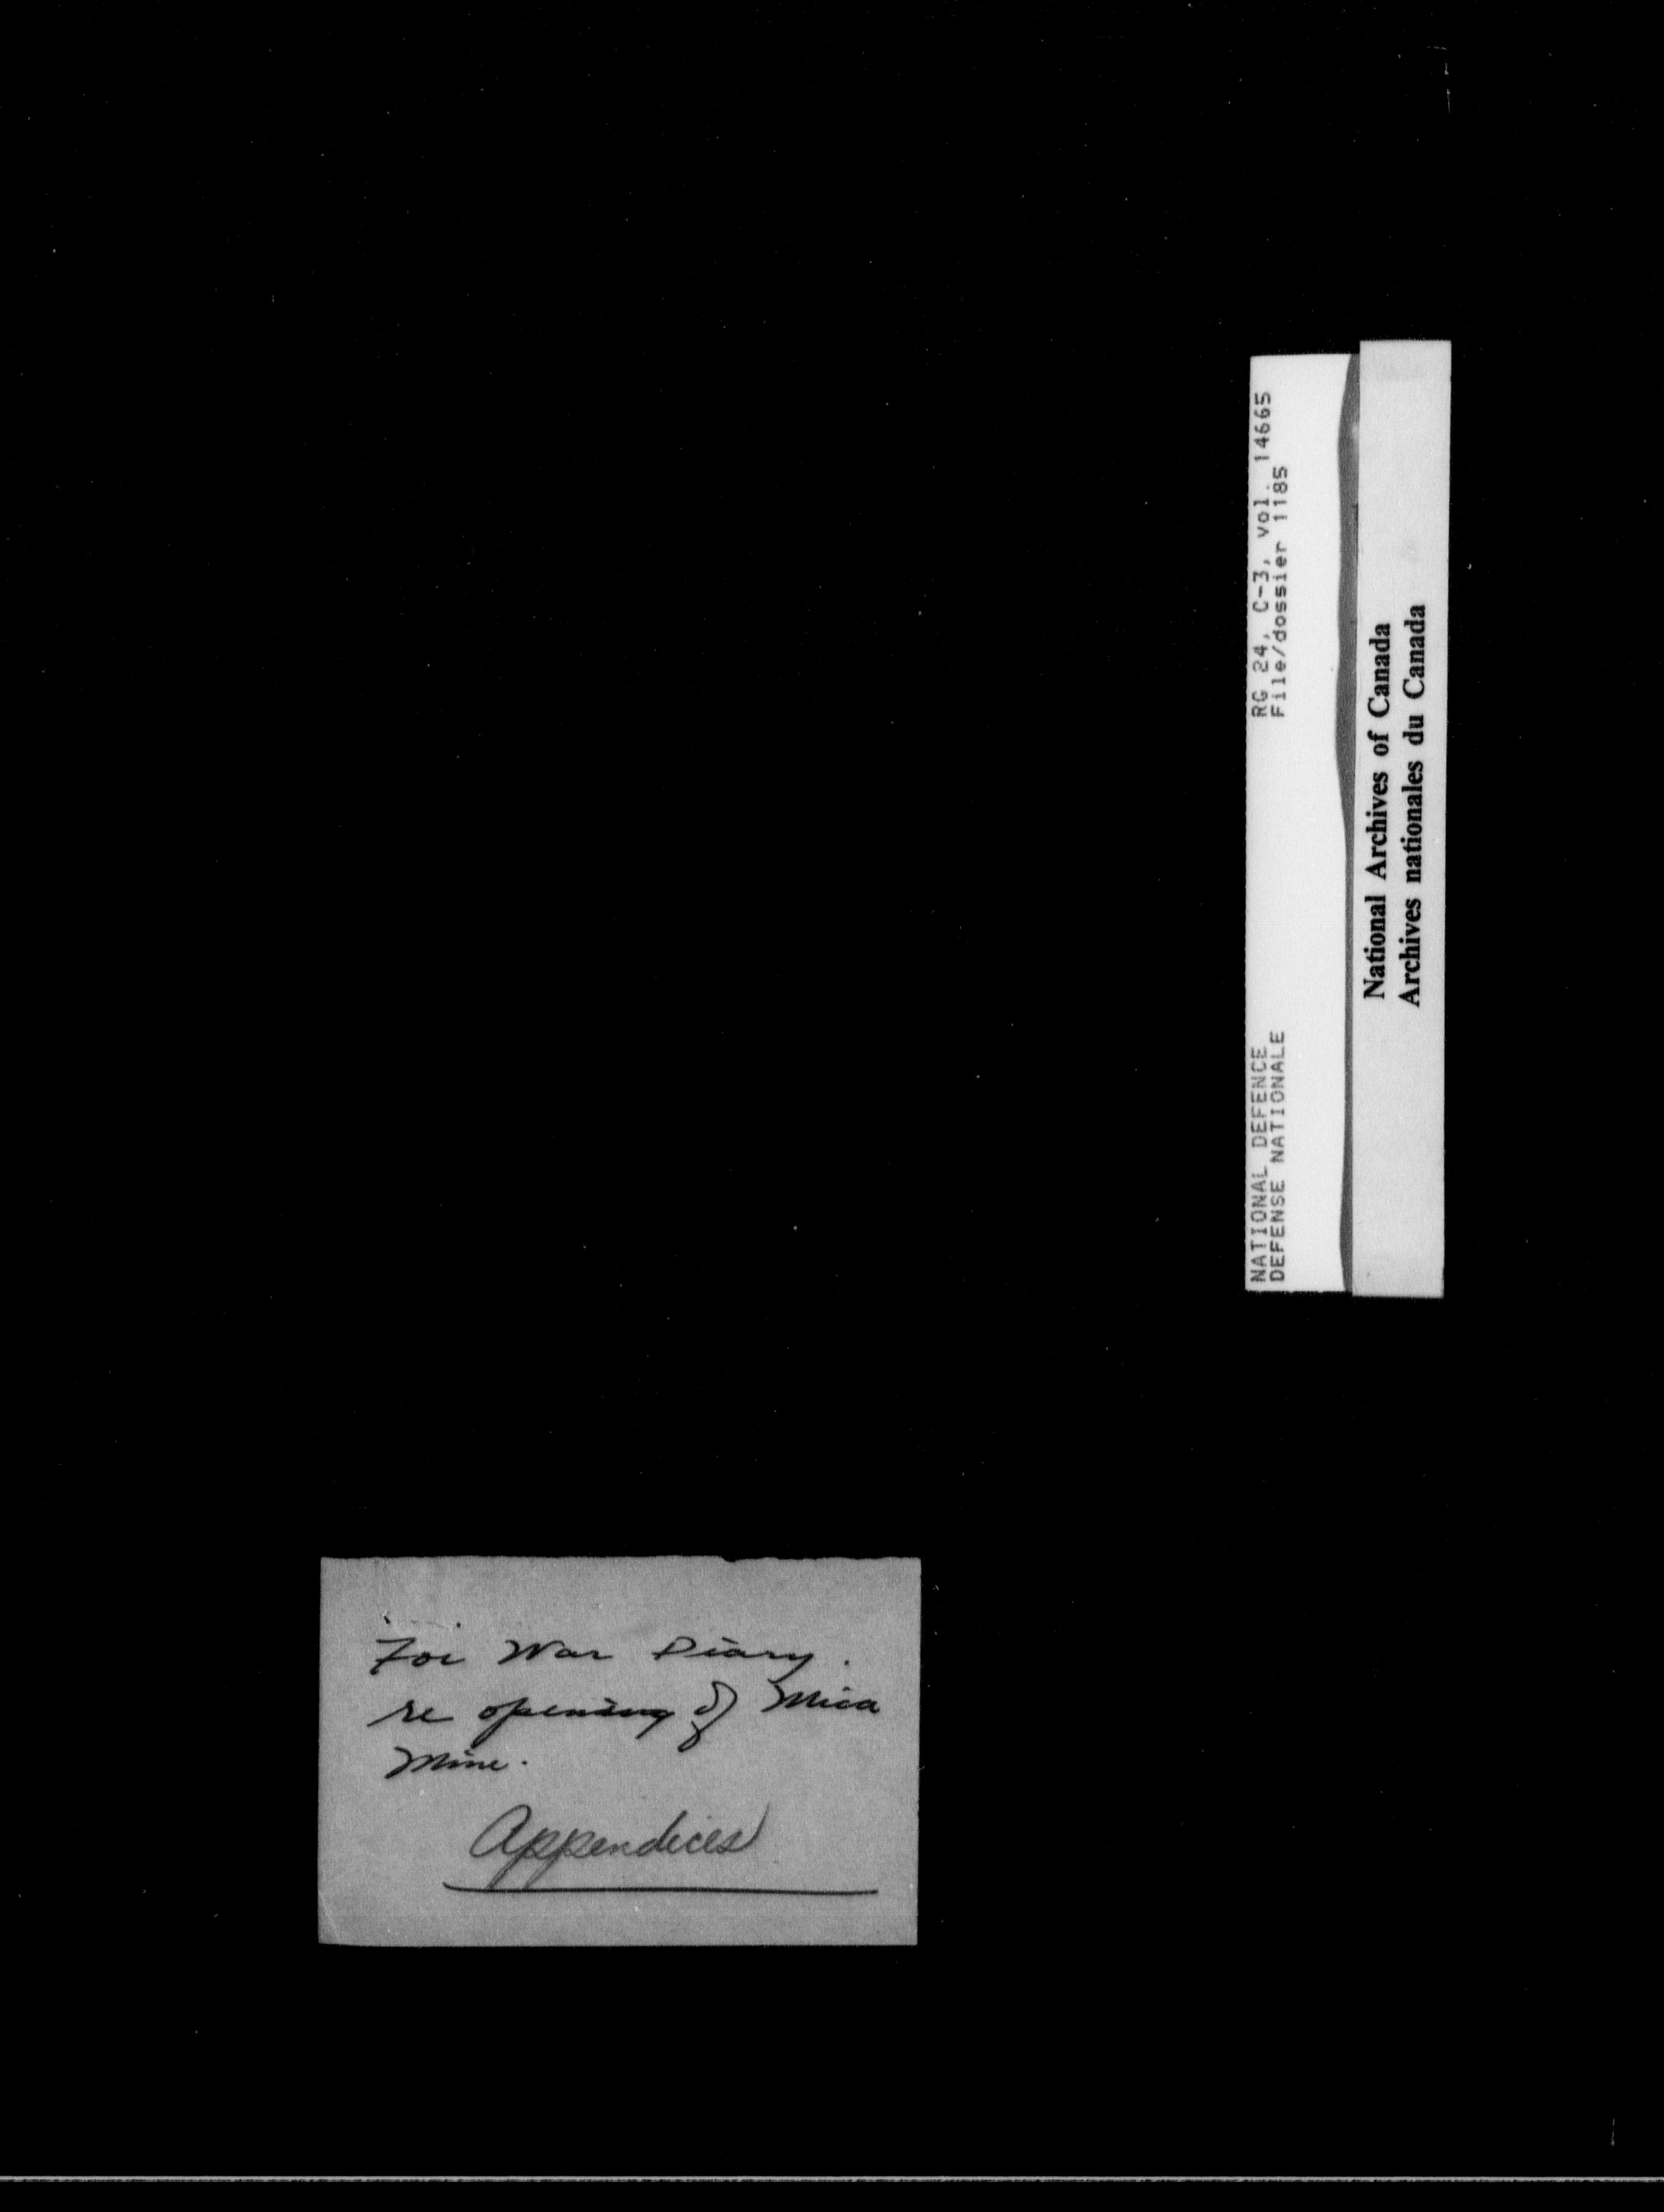 NATIONAL DEFENCE RG 24, C-3, vol. 14665
DEFENSE NATIONALE File/dossier 1185
National Archives of Canada
Archives nationales du Canada
For War Diary.
re opening of Mica
Mine.
Appendices